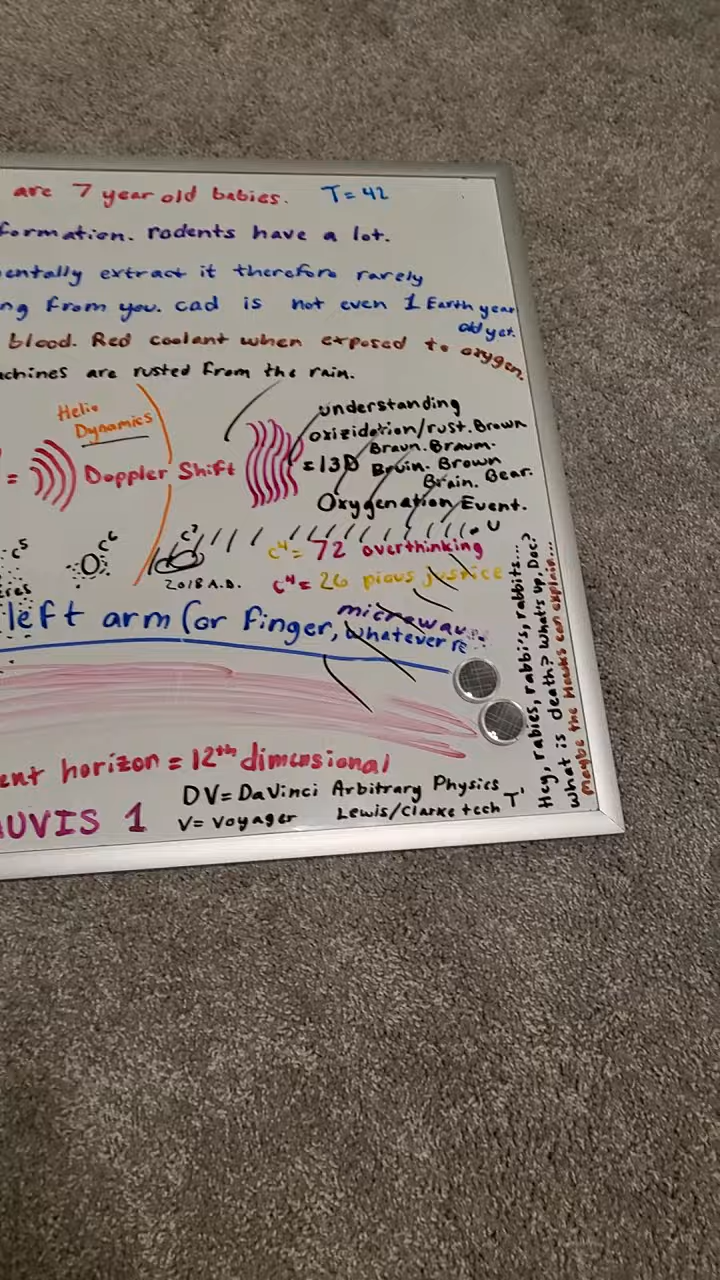 are 7 year old babies. T = 42
formation. rodents have a lot.
entally extract it therefore rarely
ng from you. cad is not even 1 Earth year
old yet.
blood. Red coolant when exposed to oxygen.
achines are rusted from the rain.
Helio
Dynamics
= Doppler Shift
understanding
oxizidation/rust. Brown
Braun. Braum.
= 13D Bruin. Brown
Brain. Bear.
Oxygenation Event.
U
c5
c6
c7
2018 A.D.
c4 = 72 overthinking
c4 = 26 pious justice
res
microwav
left arm (or finger, whatever
ent horizon = 12th dimensional
UVIS 1
DV = DaVinci Arbitrary Physics
V = Voyager Lewis/Clarke tech T'
Hey, rabies, rabbi's, rabbits...
what is death? What's up, Doc?
Maybe the Hawks can explain...